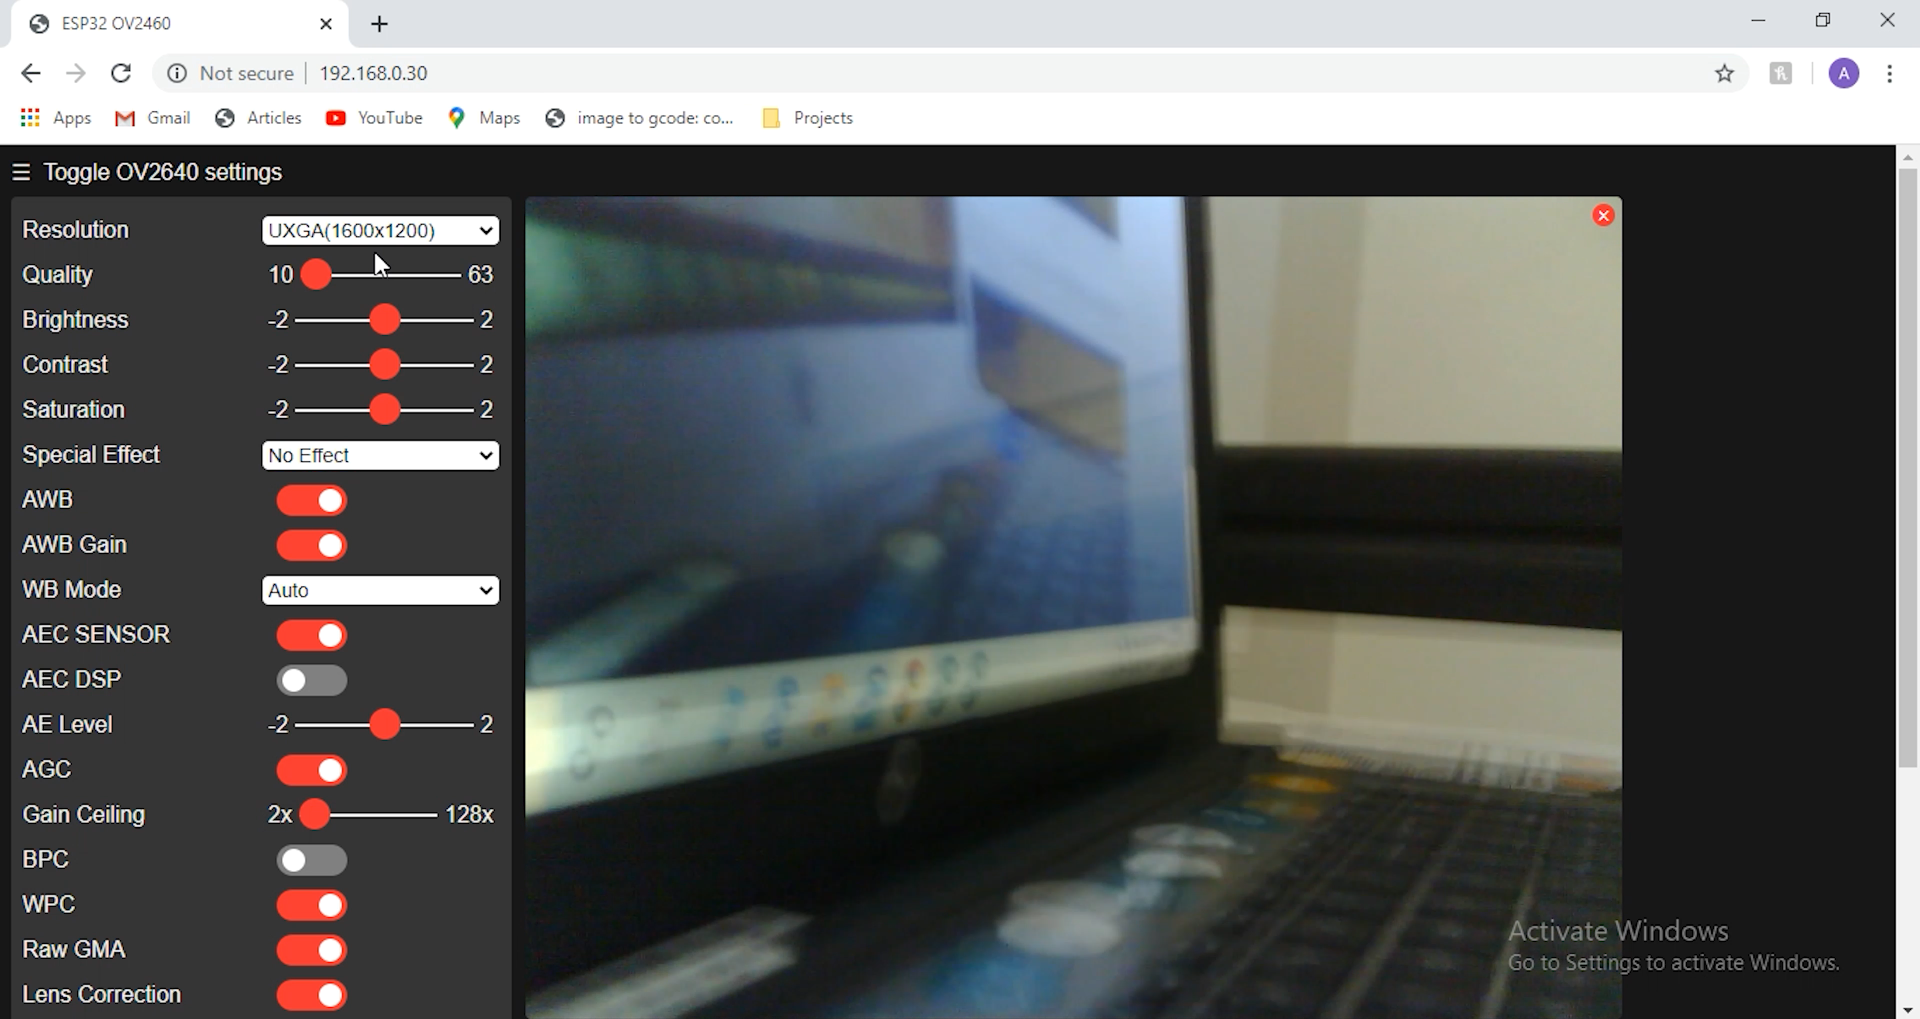 ESP32 OV2460
Not secure 192.168.0.30
Apps Gmail Articles YouTube Maps image to gcode: co... Projects
☰ Toggle OV2640 settings
Resolution UXGA(1600x1200)
Quality 10 63
Brightness -2 2
Contrast -2 2
Saturation -2 2
Special Effect No Effect
AWB
AWB Gain
WB Mode Auto
AEC SENSOR
AEC DSP
AE Level -2 2
AGC
Gain Ceiling 2x 128x
BPC
WPC
Raw GMA
Lens Correction
A
Activate Windows
Go to Settings to activate Windows.